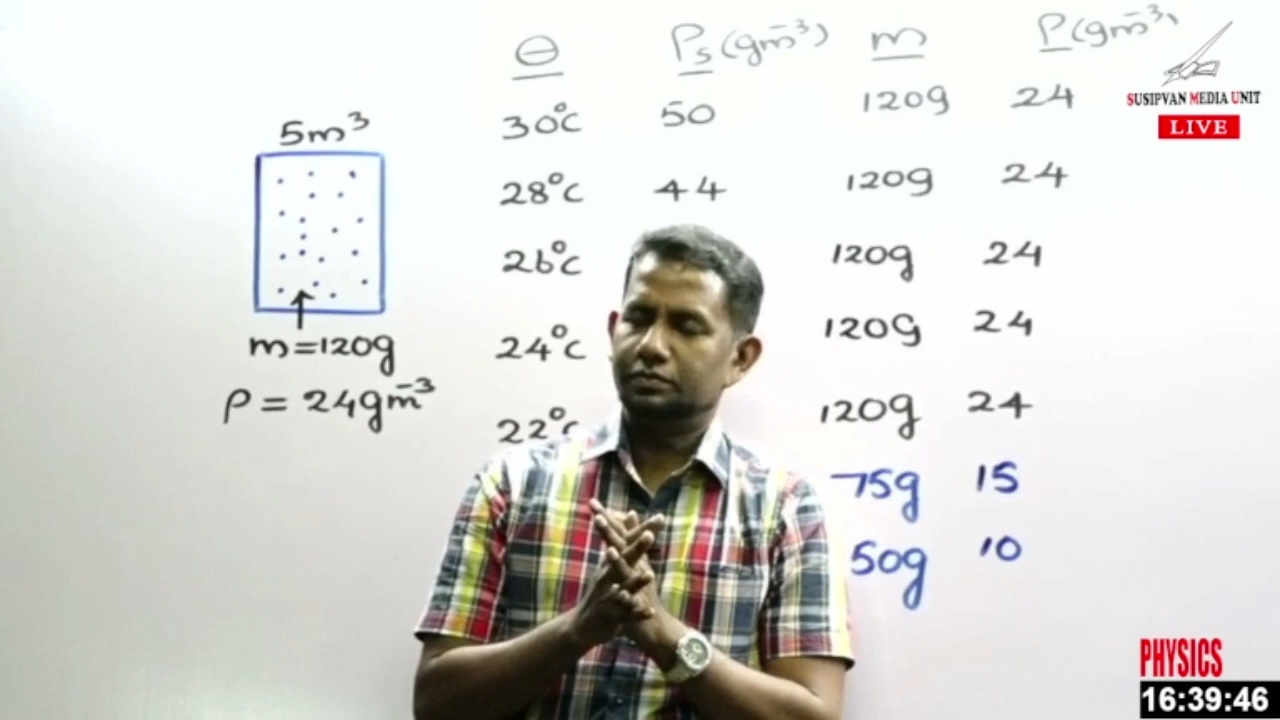 θ ρs (gm⁻³) m ρ (gm⁻³)
30°C 50 120g 24
28°C 44 120g 24
26°C 120g 24
24°C 120g 24
22°C 120g 24
75g 15
50g 10
5m³
m=120g
ρ = 24gm⁻³
SUSIPVAN MEDIA UNIT
LIVE
PHYSICS
16:39:46